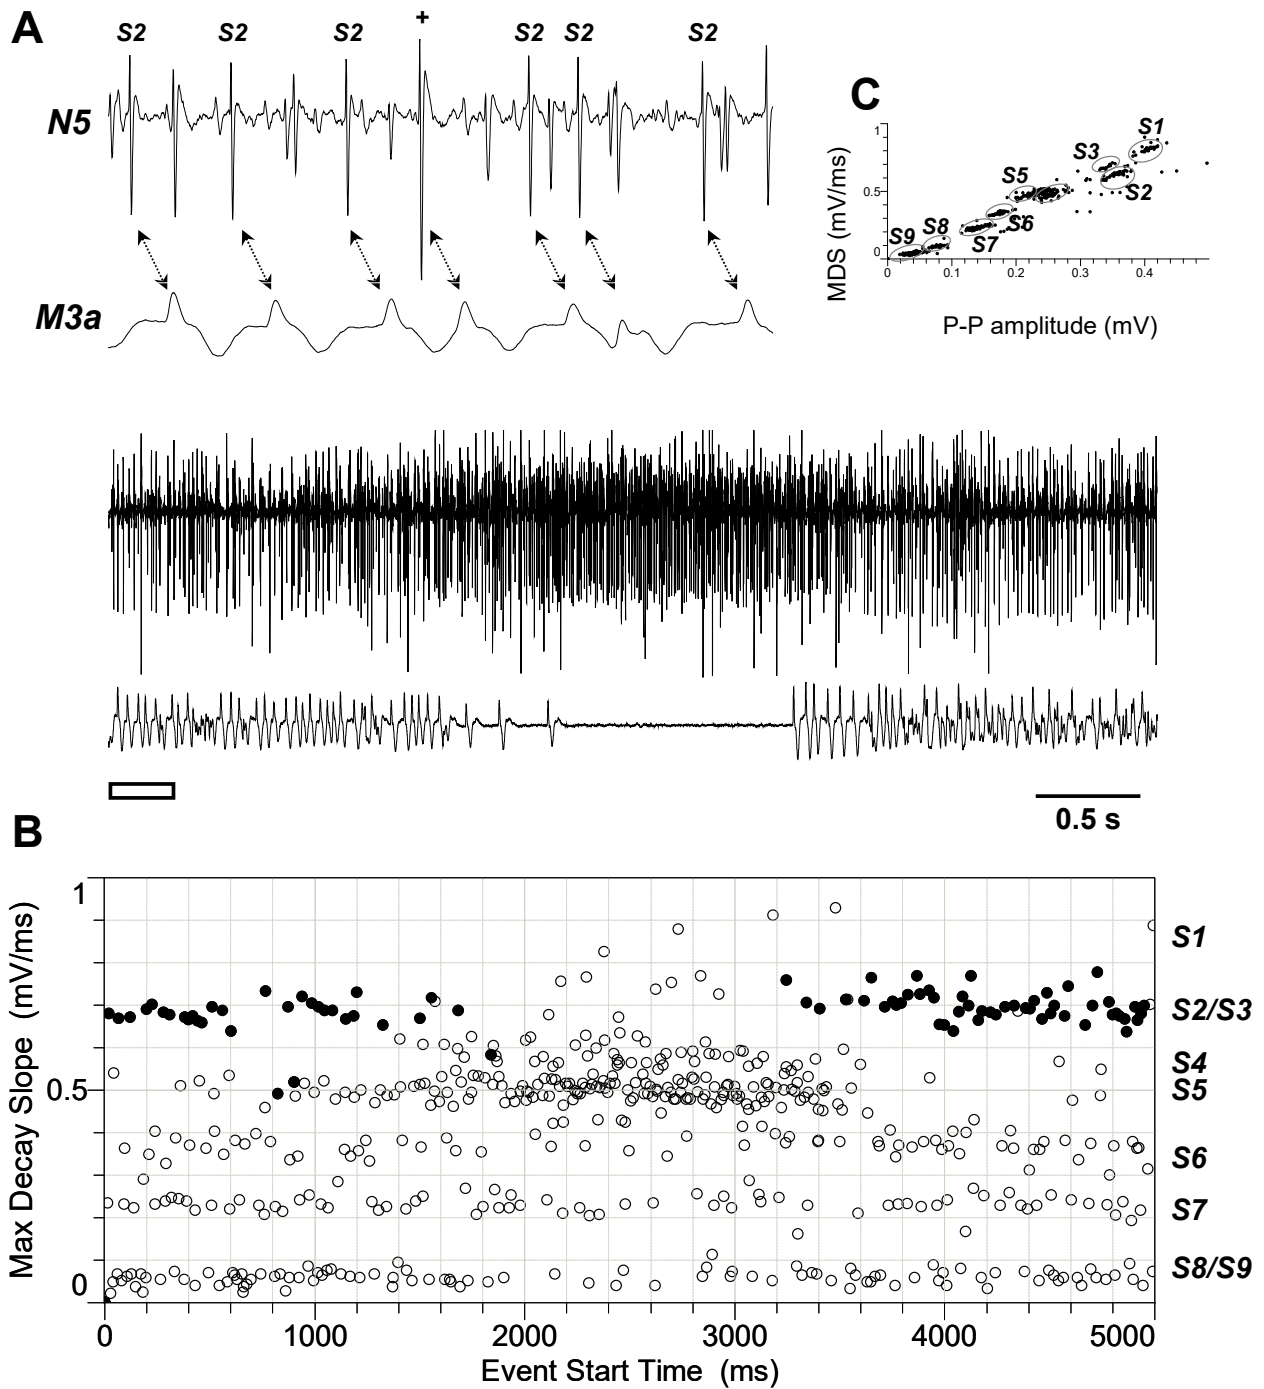 A
S2 S2 S2 + S2 S2 S2
N5
M3a
C
MDS (mV/ms)
1
0.5
0
S1
S3
S2
S5
S6
S7
S8
S9
0 0.1 0.2 0.3 0.4
P-P amplitude (mV)
0.5 s
B
Max Decay Slope (mV/ms)
1
0.5
0
S1
S2/S3
S4
S5
S6
S7
S8/S9
0 1000 2000 3000 4000 5000
Event Start Time (ms)